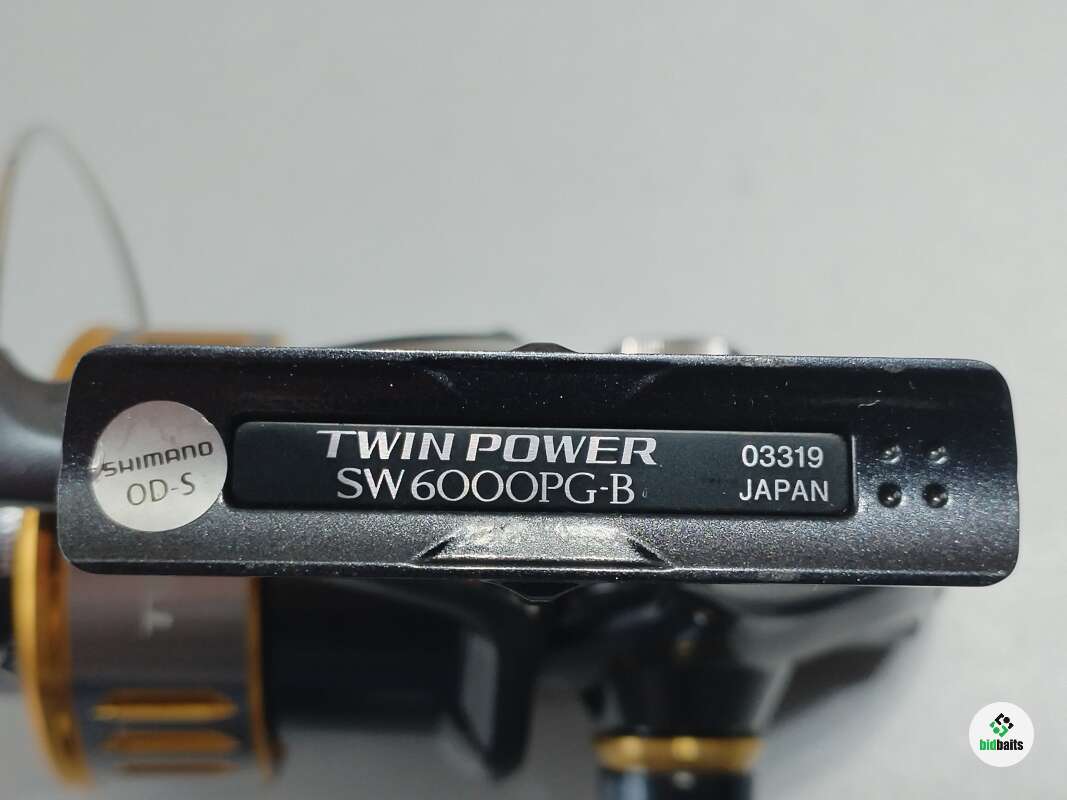 SHIMANO
OD-S
TWIN POWER
SW6000PG-B
03319
JAPAN
bidbaits